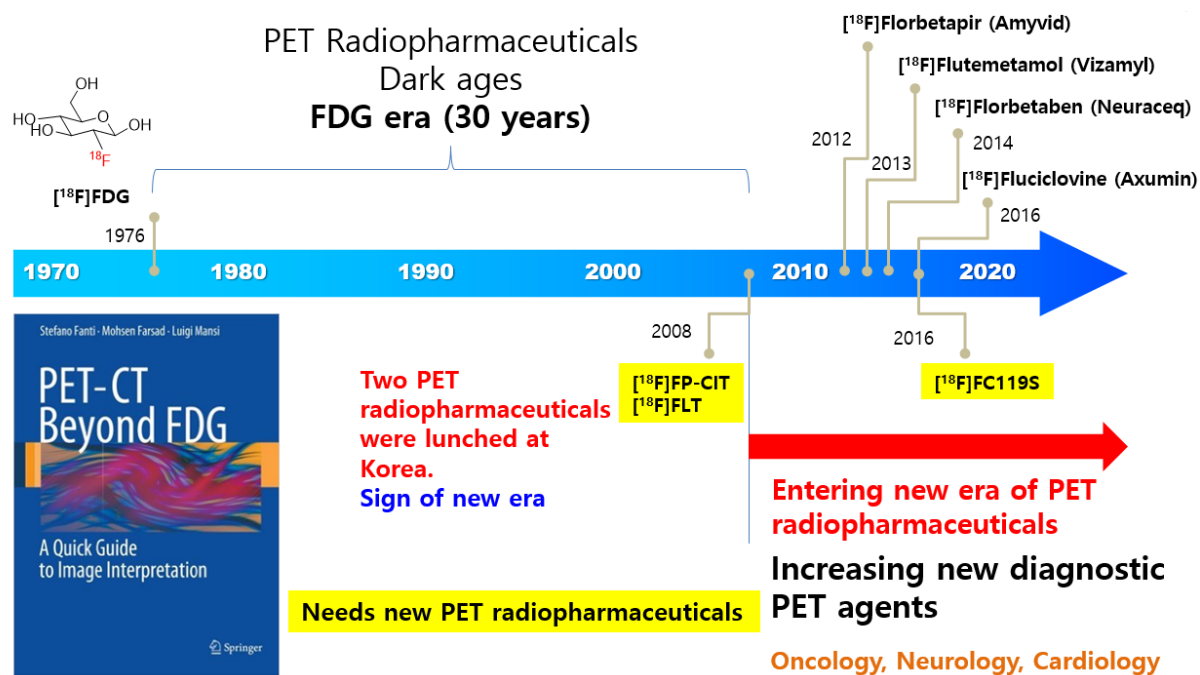 PET Radiopharmaceuticals
Dark ages
FDG era (30 years)
OH
HO
HO
O
OH
¹⁸F
[¹⁸F]FDG
1976
[¹⁸F]Florbetapir (Amyvid)
[¹⁸F]Flutemetamol (Vizamyl)
[¹⁸F]Florbetaben (Neuraceq)
2012
2013
2014
[¹⁸F]Fluciclovine (Axumin)
2016
1970
1980
1990
2000
2010
2020
2008
[¹⁸F]FP-CIT
[¹⁸F]FLT
2016
[¹⁸F]FC119S
Stefano Fanti · Mohsen Farsad · Luigi Mansi
PET-CT
Beyond FDG
A Quick Guide
to Image Interpretation
Springer
Two PET
radiopharmaceuticals
were lunched at
Korea.
Sign of new era
Needs new PET radiopharmaceuticals
Entering new era of PET
radiopharmaceuticals
Increasing new diagnostic
PET agents
Oncology, Neurology, Cardiology